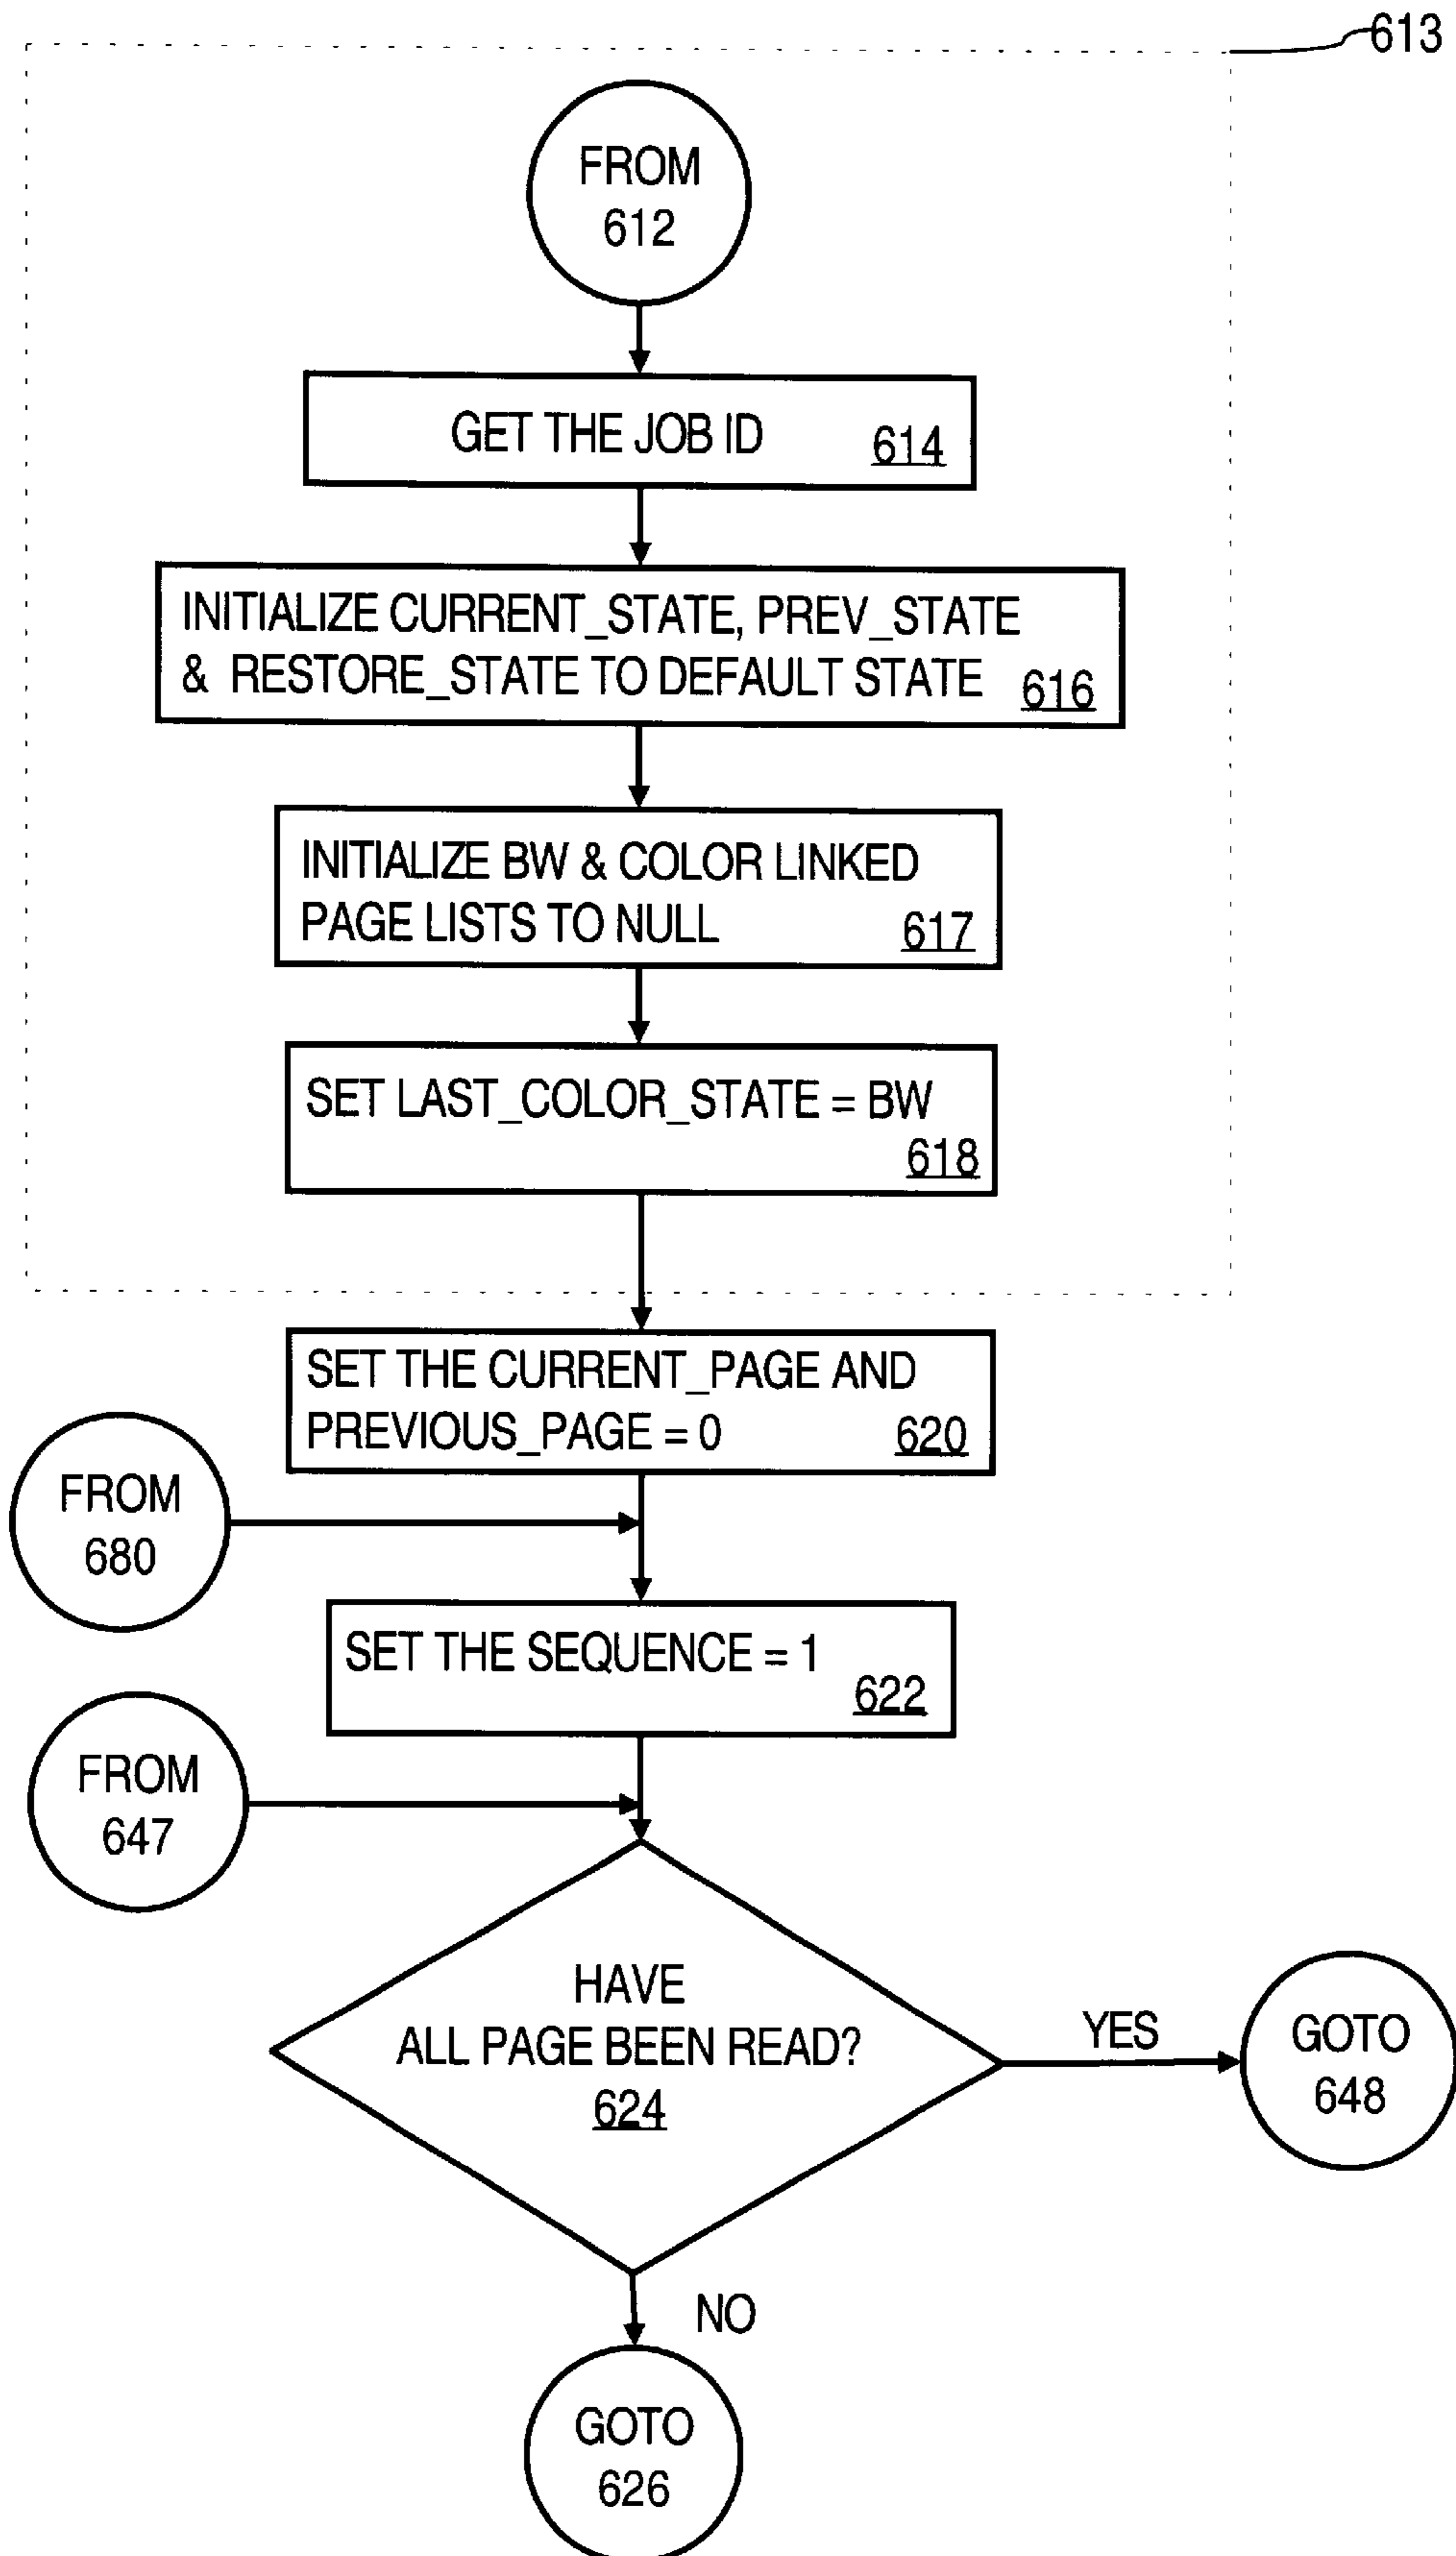 613
FROM
612
GET THE JOB ID 614
INITIALIZE CURRENT_STATE, PREV_STATE
& RESTORE_STATE TO DEFAULT STATE 616
INITIALIZE BW & COLOR LINKED
PAGE LISTS TO NULL 617
SET LAST_COLOR_STATE = BW
618
SET THE CURRENT_PAGE AND
PREVIOUS_PAGE = 0 620
FROM
680
SET THE SEQUENCE = 1
622
FROM
647
HAVE
ALL PAGE BEEN READ?
624
YES
GOTO
648
NO
GOTO
626